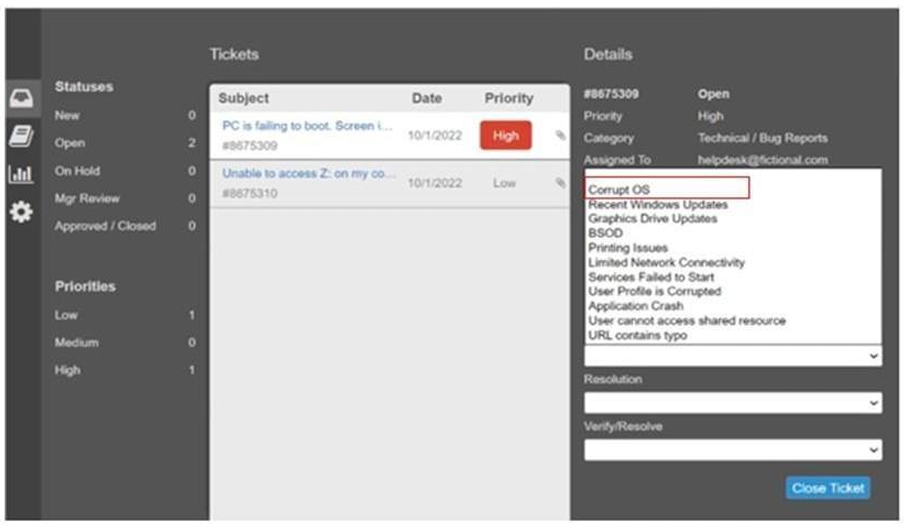 Tickets
Details
Statuses
New 0
Open 2
On Hold 0
Mgr Review 0
Approved / Closed 0
Priorities
Low 1
Medium 0
High 1
Subject Date Priority
PC is failing to boot. Screen i... 10/1/2022 High
#8675309
Unable to access Z: on my co... 10/1/2022 Low
#8675310
#8675309 Open
Priority High
Category Technical / Bug Reports
Assigned To helpdesk@fictional.com
Corrupt OS
Recent Windows Updates
Graphics Drive Updates
BSOD
Printing Issues
Limited Network Connectivity
Services Failed to Start
User Profile is Corrupted
Application Crash
User cannot access shared resource
URL contains typo
Resolution
Verify/Resolve
Close Ticket